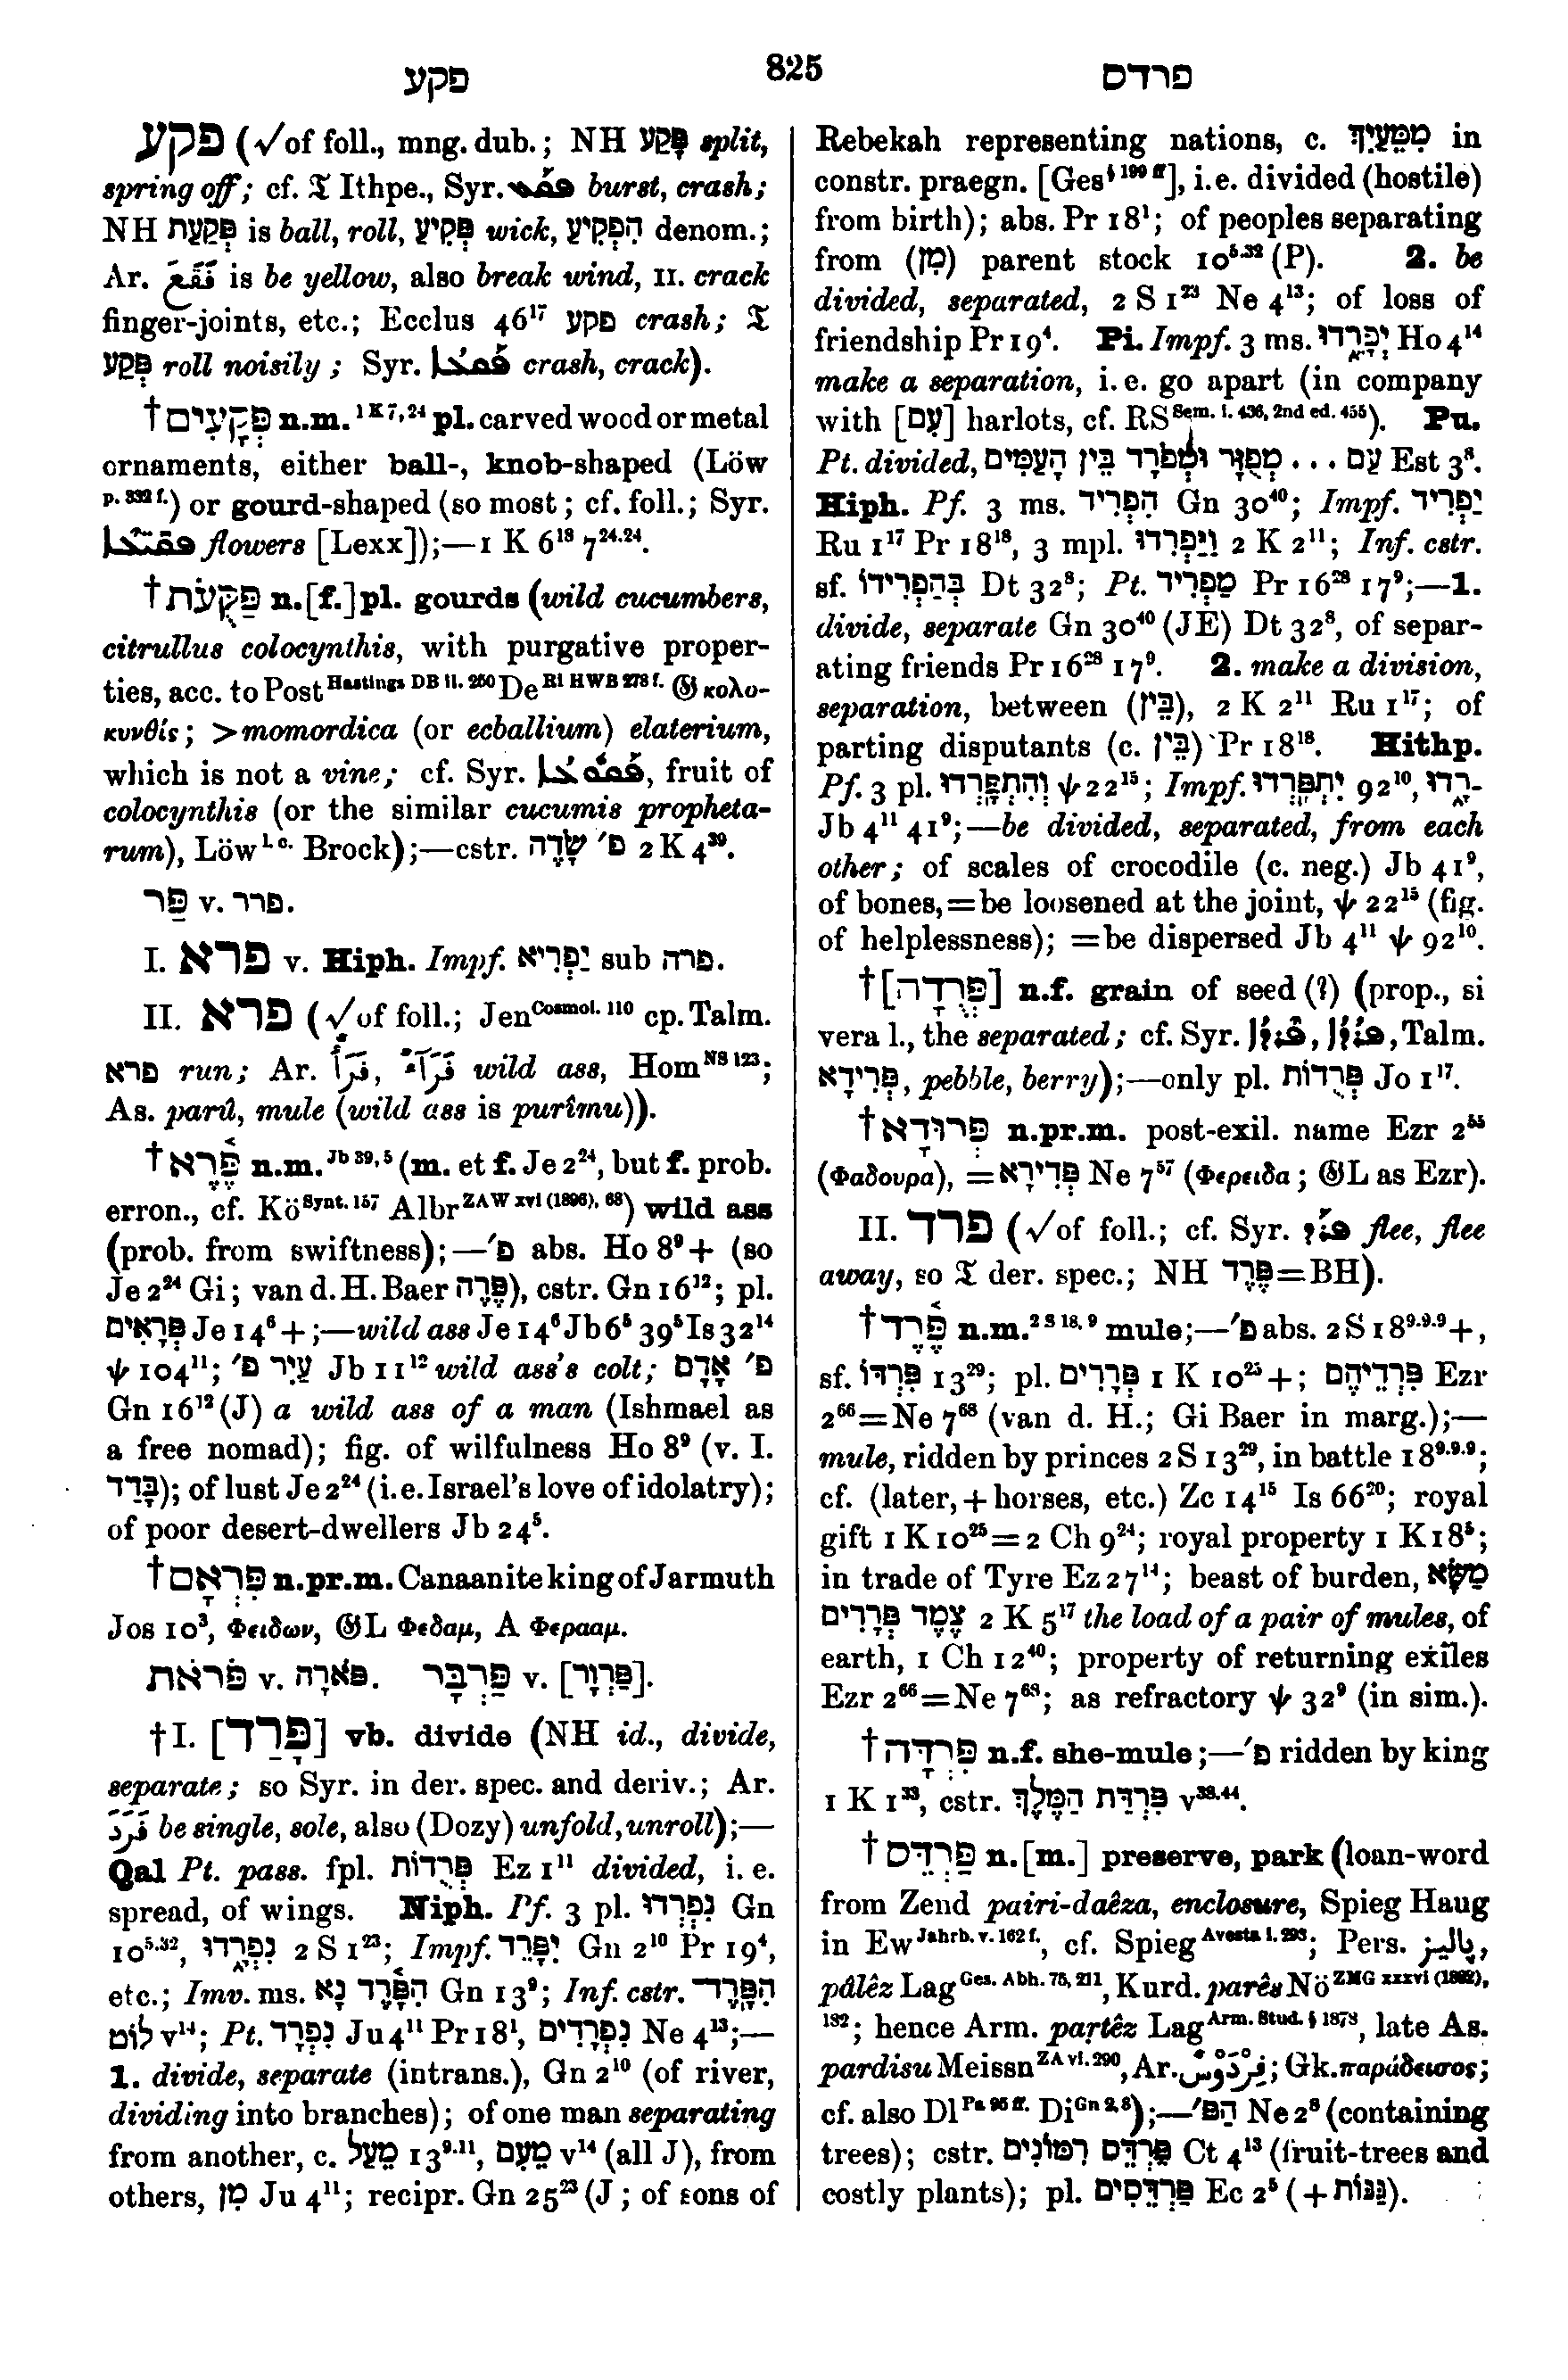 פקע
825
פרדם
פקע (√of foll., mng. dub.; NH פָּקַע split,
spring off; cf. 𝔗 Ithpe., Syr. ܦܩܥ burst, crash;
NH פְּקַעַת is ball, roll, פְּקִיעַ wick, הִפְקִיעַ denom.;
Ar. فَقَعَ is be yellow, also break wind, II. crack
finger-joints, etc.; Ecclus 46¹⁷ פקע crash; 𝔗
פְּקַע roll noisily; Syr. ܦܩܥܐ crash, crack).
†פְּקָעִים n.m. ¹ ᴷ ⁷,²⁴ pl. carved wood or metal
ornaments, either ball-, knob-shaped (Löw
p. 332 f.) or gourd-shaped (so most; cf. foll.; Syr.
flowers [Lexx]);—1 K 6¹⁸ 7²⁴·²⁴.
†פַּקֻּעֹת n.[f.]pl. gourds (wild cucumbers,
citrullus colocynthis, with purgative proper-
ties, acc. to Post Hastings DB II. 250 De Ri HWB 278 f. 𝔊 κολο-
κυνθίς; >momordica (or ecballium) elaterium,
which is not a vine; cf. Syr. ܦܩܘܥܐ, fruit of
colocynthis (or the similar cucumis propheta-
rum), Löw l. c. Brock);—cstr. פ׳ שָׂדֶה 2 K 4³⁹.
פַּר v. פרר.
I. פרא v. Hiph. Impf. יַפְרִיא sub פרה.
II. פרא (√of foll.; Jen Cosmol. 110 cp. Talm.
פרא run; Ar. فَرَأٌ, فَرَآءٌ wild ass, Hom NS 123;
As. parû, mule (wild ass is purîmu)).
†פֶּרֶא n.m. Jb 39, 5 (m. et f. Je 2²⁴, but f. prob.
erron., cf. Kö Synt. 157 Albr ZAW xvi (1896), 68) wild ass
(prob. from swiftness);—פ׳ abs. Ho 8⁹+ (so
Je 2²⁴ Gi; van d. H. Baer פֶּרֶה), cstr. Gn 16¹²; pl.
פְּרָאִים Je 14⁶+;—wild ass Je 14⁶ Jb 6⁵ 39⁵ Is 32¹⁴
ψ 104¹¹; עַיִר פ׳ Jb 11¹² wild ass's colt; פ׳ אָדָם
Gn 16¹² (J) a wild ass of a man (Ishmael as
a free nomad); fig. of wilfulness Ho 8⁹ (v. I.
בָּדַד); of lust Je 2²⁴ (i.e. Israel's love of idolatry);
of poor desert-dwellers Jb 24⁵.
†פִּרְאָם n.pr.m. Canaanite king of Jarmuth
Jos 10³, Φειδων, 𝔊L Φεδαμ, A Φερααμ.
פֹּראֹת v. פֹּארָה. פַּרְבָּר v. [פַּרְוָר].
†I. [פָּרַד] vb. divide (NH id., divide,
separate; so Syr. in der. spec. and deriv.; Ar.
فَرَدَ be single, sole, also (Dozy) unfold, unroll);—
Qal Pt. pass. fpl. פְּרֻדוֹת Ez 1¹¹ divided, i. e.
spread, of wings. Niph. Pf. 3 pl. נִפְרְדוּ Gn
10⁵·³², נִפְרָדוּ 2 S 1²³; Impf. יִפָּרֵד Gn 2¹⁰ Pr 19⁴,
etc.; Imv. ms. הִפָּרֶד נָא Gn 13⁹; Inf. cstr. הִפָּרֶד־
לוֹט v¹⁴; Pt. נִפְרָד Ju 4¹¹ Pr 18¹, נִפְרָדִים Ne 4¹³;—
1. divide, separate (intrans.), Gn 2¹⁰ (of river,
dividing into branches); of one man separating
from another, c. מֵעַל 13⁹·¹¹, מֵעִם v¹⁴ (all J), from
others, מִן Ju 4¹¹; recipr. Gn 25²³ (J; of sons of
Rebekah representing nations, c. מִמֵּעַיִךְ in
constr. praegn. [Ges § 199 ff], i.e. divided (hostile)
from birth); abs. Pr 18¹; of peoples separating
from (מִן) parent stock 10⁵·³² (P). 2. be
divided, separated, 2 S 1²³ Ne 4¹³; of loss of
friendship Pr 19⁴. Pi. Impf. 3 ms. יְפָרֵדוּ Ho 4¹⁴
make a separation, i. e. go apart (in company
with [עִם] harlots, cf. RS Sem. i. 436, 2nd ed. 455). Pu.
Pt. divided, עַם ... מְפֻזָּר וּמְפֹרָד בֵּין הָעַמִּים Est 3⁸.
Hiph. Pf. 3 ms. הִפְרִיד Gn 30⁴⁰; Impf. יַפְרִיד
Ru 1¹⁷ Pr 18¹⁸, 3 mpl. וַיַּפְרִדוּ 2 K 2¹¹; Inf. cstr.
sf. בְּהַפְרִידוֹ Dt 32⁸; Pt. מַפְרִיד Pr 16²⁸ 17⁹;—1.
divide, separate Gn 30⁴⁰ (JE) Dt 32⁸, of separ-
ating friends Pr 16²⁸ 17⁹. 2. make a division,
separation, between (בֵּין), 2 K 2¹¹ Ru 1¹⁷; of
parting disputants (c. בֵּין) Pr 18¹⁸. Hithp.
Pf. 3 pl. וְהִתְפָּרְדוּ ψ 22¹⁵; Impf. יִתְפָּרְדוּ 92¹⁰, ־רָדוּ
Jb 4¹¹ 41⁹;—be divided, separated, from each
other; of scales of crocodile (c. neg.) Jb 41⁹,
of bones,=be loosened at the joint, ψ 22¹⁵ (fig.
of helplessness); =be dispersed Jb 4¹¹ ψ 92¹⁰.
†[פְּרֻדָה] n.f. grain of seed (?) (prop., si
vera l., the separated; cf. Syr. Talm.
פְּרִידָא, pebble, berry);—only pl. פְּרֻדוֹת Jo 1¹⁷.
†פְּרוּדָא n.pr.m. post-exil. name Ezr 2⁵⁵
(Φαδουρα), =פְּרִידָא Ne 7⁵⁷ (Φερειδα; 𝔊L as Ezr).
II. פרד (√of foll.; cf. Syr. ܦܪܕ flee, flee
away, so 𝔗 der. spec.; NH פֶּרֶד=BH).
†פֶּרֶד n.m. 2 S 18, 9 mule;—פ׳ abs. 2 S 18⁹·⁹·⁹+,
sf. פִּרְדּוֹ 13²⁹; pl. פְּרָדִים 1 K 10²⁵+; פִּרְדֵיהֶם Ezr
2⁶⁶=Ne 7⁶⁸ (van d. H.; Gi Baer in marg.);—
mule, ridden by princes 2 S 13²⁹, in battle 18⁹·⁹·⁹;
cf. (later, + horses, etc.) Zc 14¹⁵ Is 66²⁰; royal
gift 1 K 10²⁵=2 Ch 9²⁴; royal property 1 K 18⁵;
in trade of Tyre Ez 27¹⁴; beast of burden, מַשָּׂא
צֶמֶד פְּרָדִים 2 K 5¹⁷ the load of a pair of mules, of
earth, 1 Ch 12⁴⁰; property of returning exiles
Ezr 2⁶⁶=Ne 7⁶⁸; as refractory ψ 32⁹ (in sim.).
†פִּרְדָּה n.f. she-mule;—פ׳ ridden by king
1 K 1³³, cstr. פִּרְדַּת הַמֶּלֶךְ v³⁸·⁴⁴.
†פַּרְדֵּס n.[m.] preserve, park (loan-word
from Zend pairi-daêza, enclosure, Spieg Haug
in Ew Jahrb. v. 162 f., cf. Spieg Avesta i. 293; Pers. پاليز,
pâlêz Lag Ges. Abh. 75, 211, Kurd. parês Nö ZMG xxxvi (1882),
182; hence Arm. partêz Lag Arm. Stud. § 1878, late As.
pardisu Meissn ZA vi. 290, Ar. فِرْدَوْس; Gk. παράδεισος;
cf. also Dl Pa 95 ff. Di Gn 2, 8);—הַפּ׳ Ne 2⁸ (containing
trees); cstr. פַּרְדֵּס רִמּוֹנִים Ct 4¹³ (fruit-trees and
costly plants); pl. פַּרְדֵּסִים Ec 2⁵ (+גַּנּוֹת).